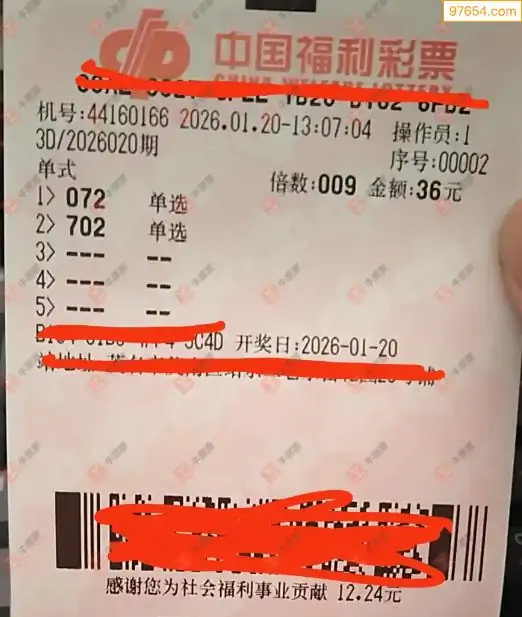 97654.com
中国福利彩票
CHINA WELFARE LOTTERY
机号:44160166 2026.01.20-13:07:04 操作员:1
3D/2026020期 序号:00002
单式 倍数:009 金额:36元
1> 072 单选
2> 702 单选
3> --- --
4> --- --
5> --- --
开奖日:2026-01-20
感谢您为社会福利事业贡献 12.24元